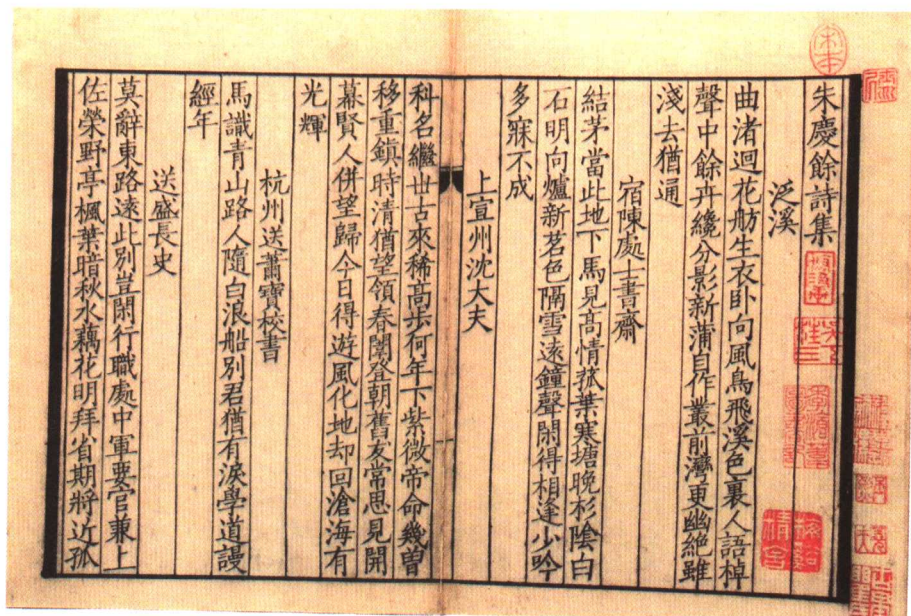 朱慶餘詩集
泛溪
曲渚迴花舫生衣卧向風鳥飛溪色裏人語棹
聲中餘卉纔分影新蒲自作叢前灣更幽絶雖
淺去猶通
宿陳處士書齋
結茅當此地下馬見高情菰葉寒塘晚杉陰白
石明向爐新茗色隔雪遠鐘聲閑得相逢少吟
多寐不成
上宣州沈大夫
科名繼世古來稀高步何年下紫微帝命幾曾
移重鎮時清猶望領春闈登朝舊友常思見開
幕賢人併望歸今日得遊風化地却回滄海有
光輝
杭州送蕭寶校書
馬識青山路人隨白浪船別君猶有淚學道謾
經年
送盛長史
莫辭東路遠此別豈閑行職處中軍要官兼上
佐榮野亭楓葉暗秋水藕花明拜省期將近孤